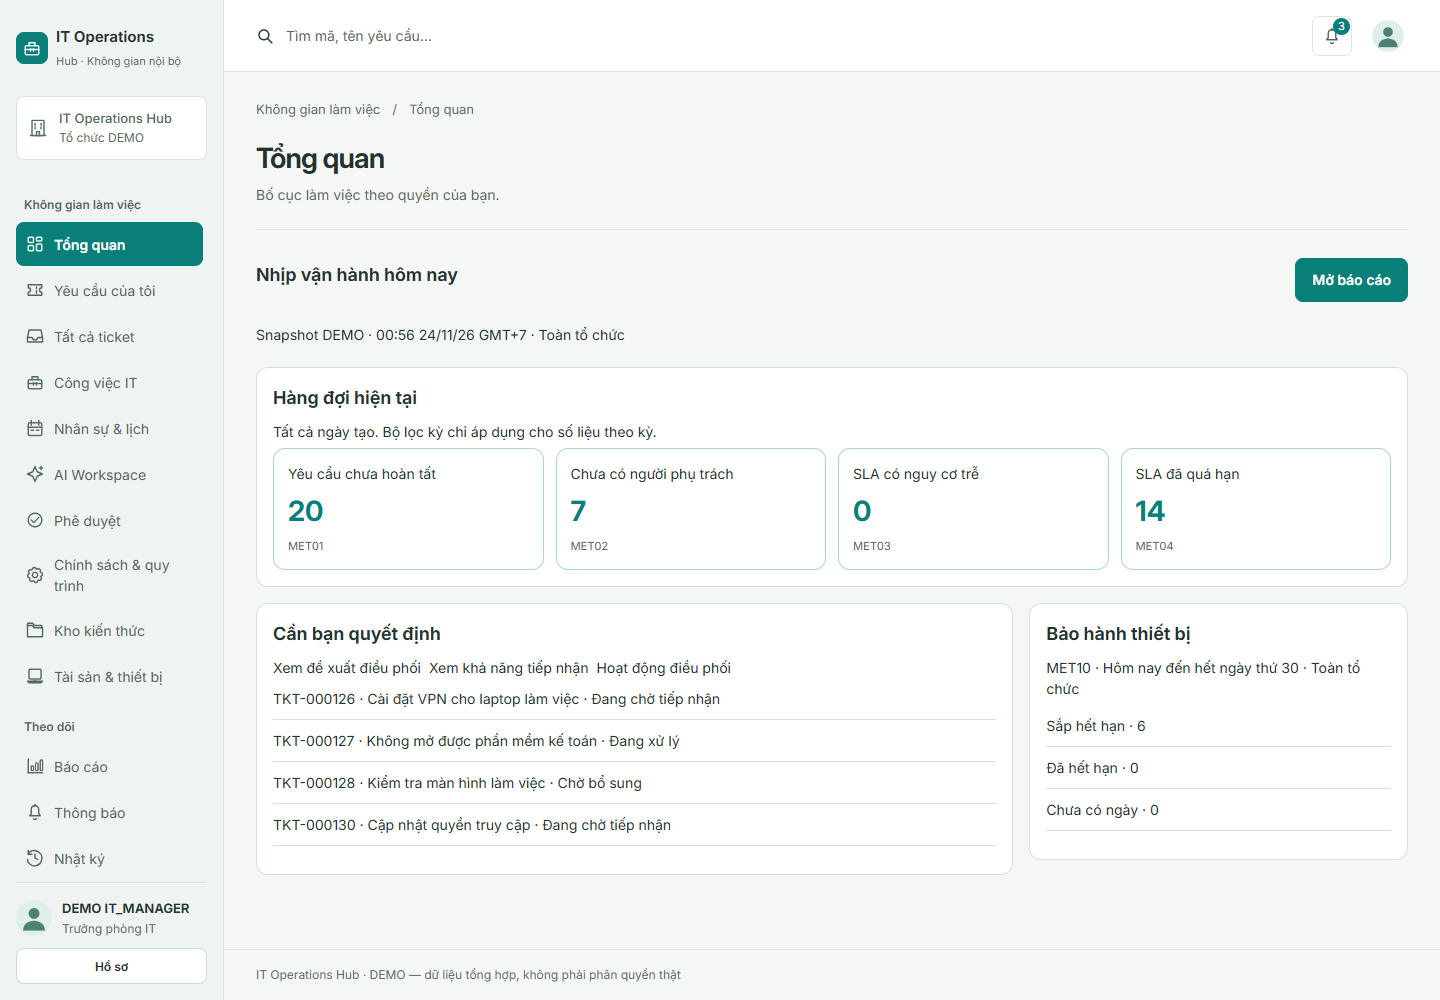 IT Operations
Hub · Không gian nội bộ
IT Operations Hub
Tổ chức DEMO
Không gian làm việc
Tổng quan
Yêu cầu của tôi
Tất cả ticket
Công việc IT
Nhân sự & lịch
AI Workspace
Phê duyệt
Chính sách & quy
trình
Kho kiến thức
Tài sản & thiết bị
Theo dõi
Báo cáo
Thông báo
Nhật ký
DEMO IT_MANAGER
Trưởng phòng IT
Hồ sơ
Tìm mã, tên yêu cầu...
3
Không gian làm việc / Tổng quan
Tổng quan
Bố cục làm việc theo quyền của bạn.
Nhịp vận hành hôm nay
Mở báo cáo
Snapshot DEMO · 00:56 24/11/26 GMT+7 · Toàn tổ chức
Hàng đợi hiện tại
Tất cả ngày tạo. Bộ lọc kỳ chỉ áp dụng cho số liệu theo kỳ.
Yêu cầu chưa hoàn tất
20
MET01
Chưa có người phụ trách
7
MET02
SLA có nguy cơ trễ
0
MET03
SLA đã quá hạn
14
MET04
Cần bạn quyết định
Xem đề xuất điều phối Xem khả năng tiếp nhận Hoạt động điều phối
TKT-000126 · Cài đặt VPN cho laptop làm việc · Đang chờ tiếp nhận
TKT-000127 · Không mở được phần mềm kế toán · Đang xử lý
TKT-000128 · Kiểm tra màn hình làm việc · Chờ bổ sung
TKT-000130 · Cập nhật quyền truy cập · Đang chờ tiếp nhận
Bảo hành thiết bị
MET10 · Hôm nay đến hết ngày thứ 30 · Toàn tổ
chức
Sắp hết hạn · 6
Đã hết hạn · 0
Chưa có ngày · 0
IT Operations Hub · DEMO — dữ liệu tổng hợp, không phải phân quyền thật